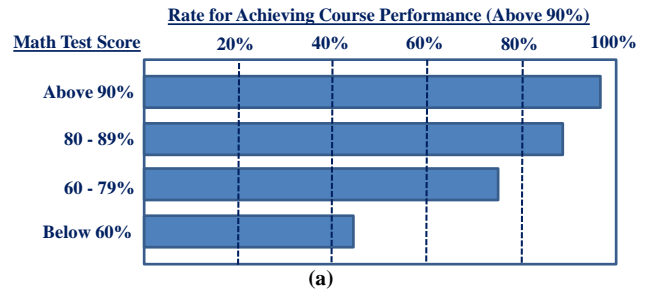 Rate for Achieving Course Performance (Above 90%)
Math Test Score 20% 40% 60% 80% 100%
Above 90%
80 - 89%
60 - 79%
Below 60%
(a)